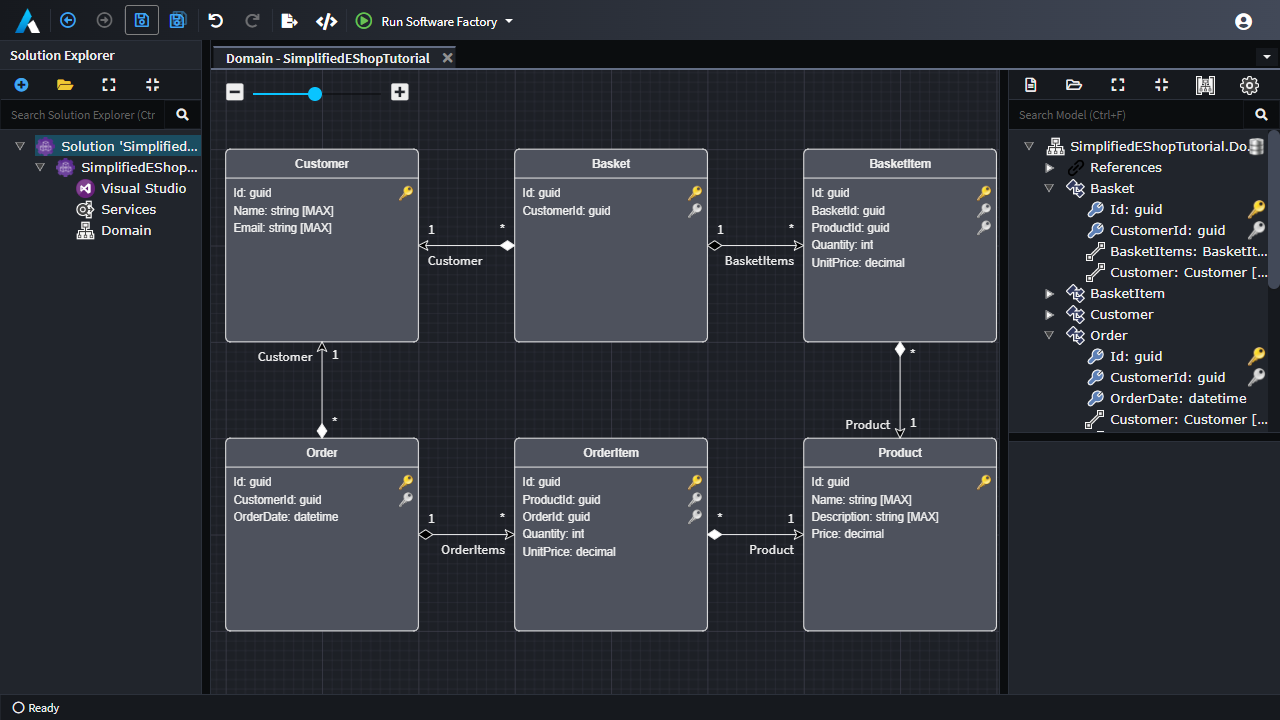 Run Software Factory
Solution Explorer
Search Solution Explorer (Ctr
Solution 'Simplified...
SimplifiedEShop...
Visual Studio
Services
Domain
Domain - SimplifiedEShopTutorial
Customer
Id: guid
Name: string [MAX]
Email: string [MAX]
1
*
Customer
Basket
Id: guid
CustomerId: guid
1
*
BasketItems
BasketItem
Id: guid
BasketId: guid
ProductId: guid
Quantity: int
UnitPrice: decimal
Customer
1
*
*
Product
1
Order
Id: guid
CustomerId: guid
OrderDate: datetime
1
*
OrderItems
OrderItem
Id: guid
ProductId: guid
OrderId: guid
Quantity: int
UnitPrice: decimal
*
1
Product
Product
Id: guid
Name: string [MAX]
Description: string [MAX]
Price: decimal
Search Model (Ctrl+F)
SimplifiedEShopTutorial.Do
References
Basket
Id: guid
CustomerId: guid
BasketItems: BasketIt...
Customer: Customer [...
BasketItem
Customer
Order
Id: guid
CustomerId: guid
OrderDate: datetime
Customer: Customer [...
Ready